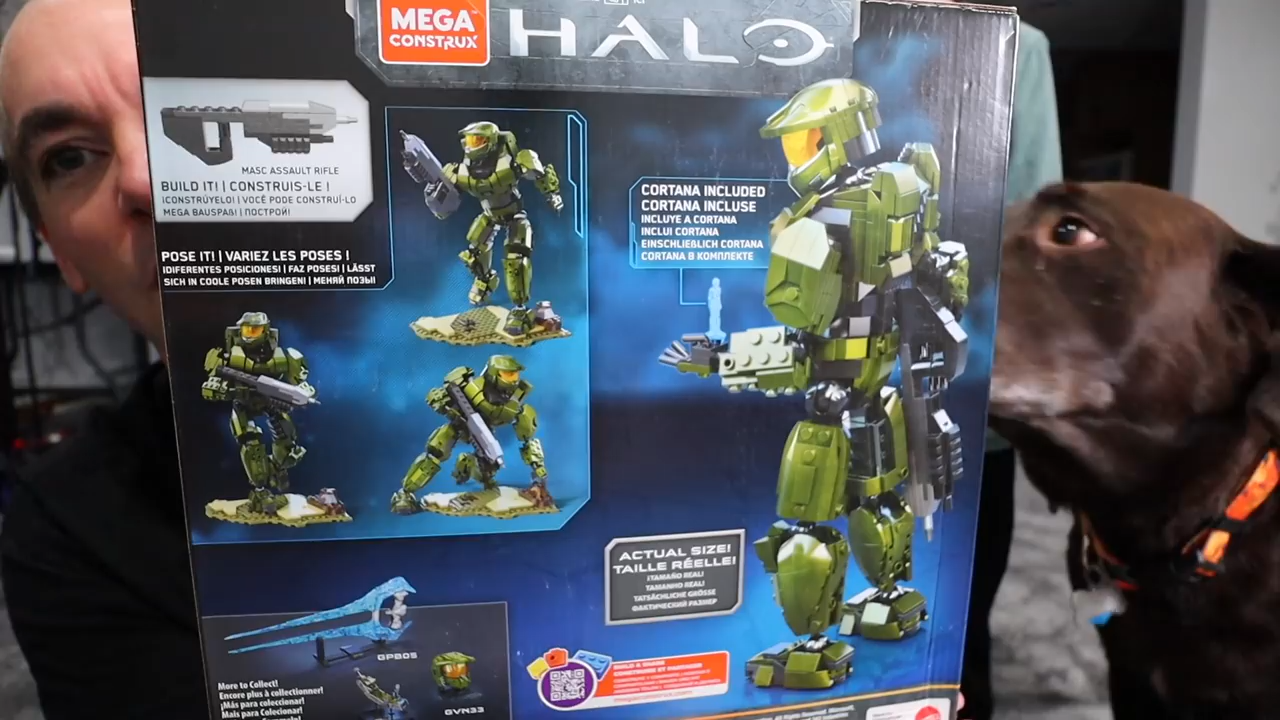 MEGA
CONSTRUX
HALO
MASC ASSAULT RIFLE
BUILD IT! | CONSTRUIS-LE !
¡CONSTRÚYELO! | VOCÊ PODE CONSTRUÍ-LO
MEGA BAUSPAß! | ПОСТРОЙ!
POSE IT! | VARIEZ LES POSES !
¡DIFERENTES POSICIONES! | FAZ POSES! | LÄSST
SICH IN COOLE POSEN BRINGEN! | МЕНЯЙ ПОЗЫ!
CORTANA INCLUDED
CORTANA INCLUSE
INCLUYE A CORTANA
INCLUI CORTANA
EINSCHLIEßLICH CORTANA
CORTANA В КОМПЛЕКТЕ
ACTUAL SIZE!
TAILLE RÉELLE!
¡TAMAÑO REAL!
TAMANHO REAL!
TATSÄCHLICHE GRÖSSE
ФАКТИЧЕСКИЙ РАЗМЕР
GPB05
More to Collect!
Encore plus à collectionner!
¡Más para coleccionar!
Mais para Colecionar!
GVN33
BUILD & SHARE